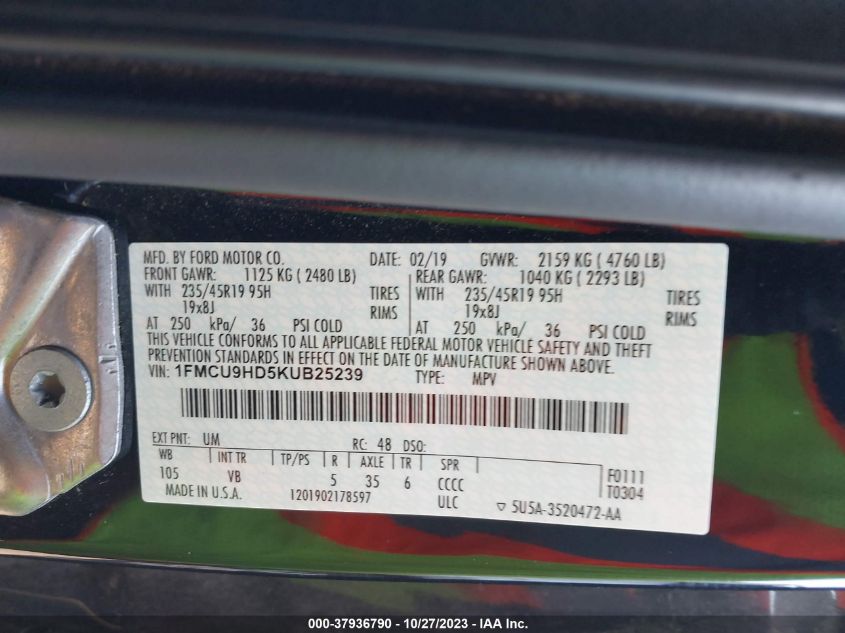 MFD. BY FORD MOTOR CO. DATE: 02/19 GVWR: 2159 KG ( 4760 LB)
FRONT GAWR: 1125 KG ( 2480 LB) REAR GAWR: 1040 KG ( 2293 LB)
WITH 235/45R19 95H TIRES WITH 235/45R19 95H TIRES
19x8J RIMS 19x8J RIMS
AT 250 kPa/ 36 PSI COLD AT 250 kPa/ 36 PSI COLD
THIS VEHICLE CONFORMS TO ALL APPLICABLE FEDERAL MOTOR VEHICLE SAFETY AND THEFT
PREVENTION STANDARDS IN EFFECT ON THE DATE OF MANUFACTURE SHOWN ABOVE.
VIN: 1FMCU9HD5KUB25239 TYPE: MPV
EXT PNT: UM RC: 48 DSO:
WB INT TR TP/PS R AXLE TR SPR
105 VB 5 35 6 CCCC
F0111
T0304
MADE IN U.S.A. 1201902178597 ULC ▽ 5U5A-3520472-AA
000-37936790 - 10/27/2023 - IAA Inc.